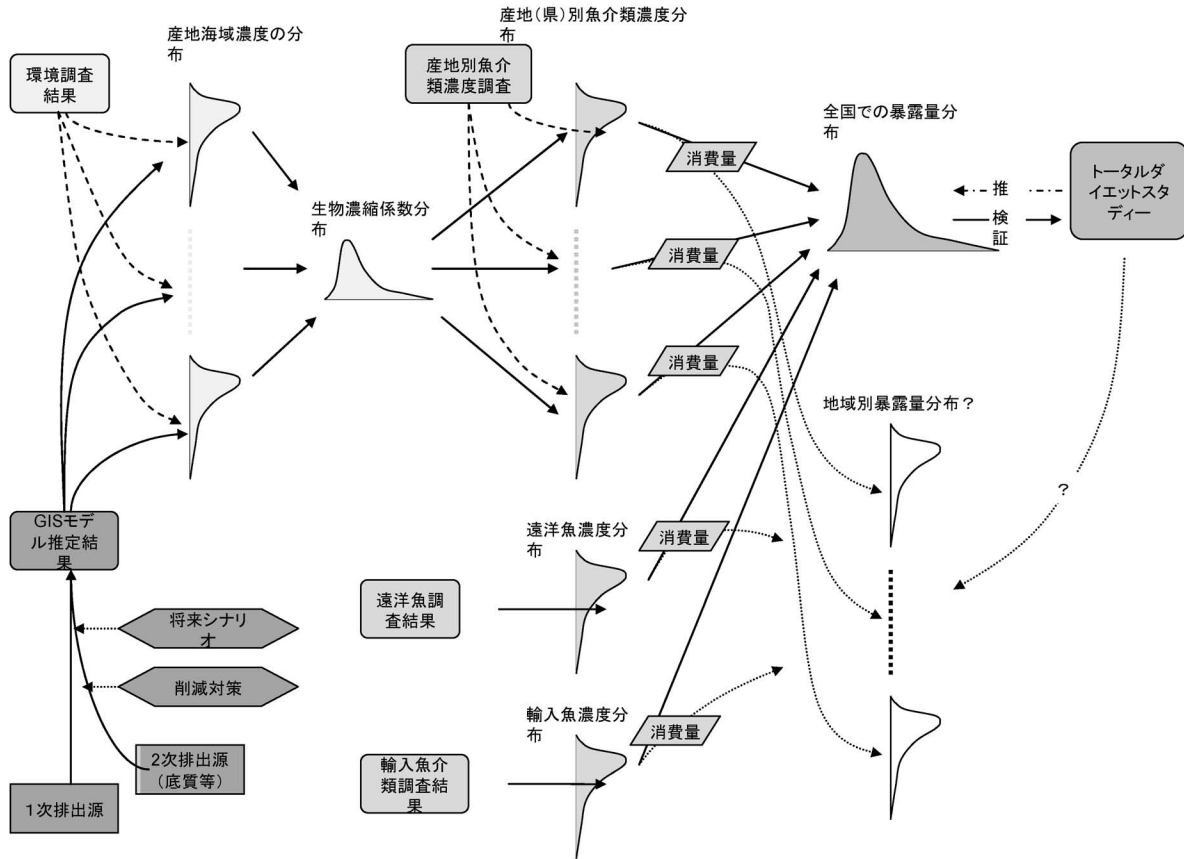 産地海域濃度の分
布
産地（県）別魚介類濃度分
布
環境調査
結果
産地別魚介
類濃度調査
全国での暴露量分
布
消費量
トータルダ
イエットスタ
ディー
推
検
証
生物濃縮係数分
布
消費量
消費量
地域別暴露量分布？
？
GISモデ
ル推定結
果
遠洋魚濃度分
布
消費量
遠洋魚調
査結果
将来シナリ
オ
削減対策
輸入魚濃度分
布
消費量
2次排出源
（底質等）
輸入魚介
類調査結
果
１次排出源